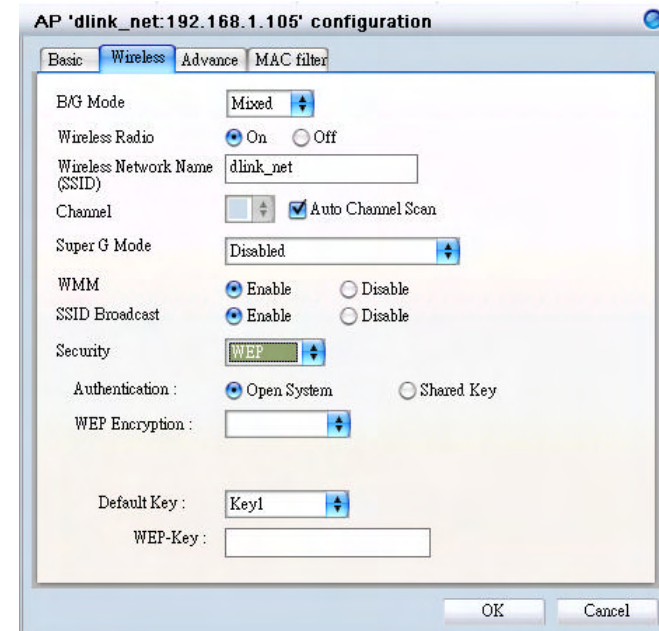 AP 'dlink_net:192.168.1.105' configuration
Basic Wireless Advance MAC filter
B/G Mode Mixed
Wireless Radio On Off
Wireless Network Name
(SSID) dlink_net
Channel Auto Channel Scan
Super G Mode Disabled
WMM Enable Disable
SSID Broadcast Enable Disable
Security WEP
Authentication : Open System Shared Key
WEP Encryption :
Default Key : Key1
WEP-Key :
OK Cancel